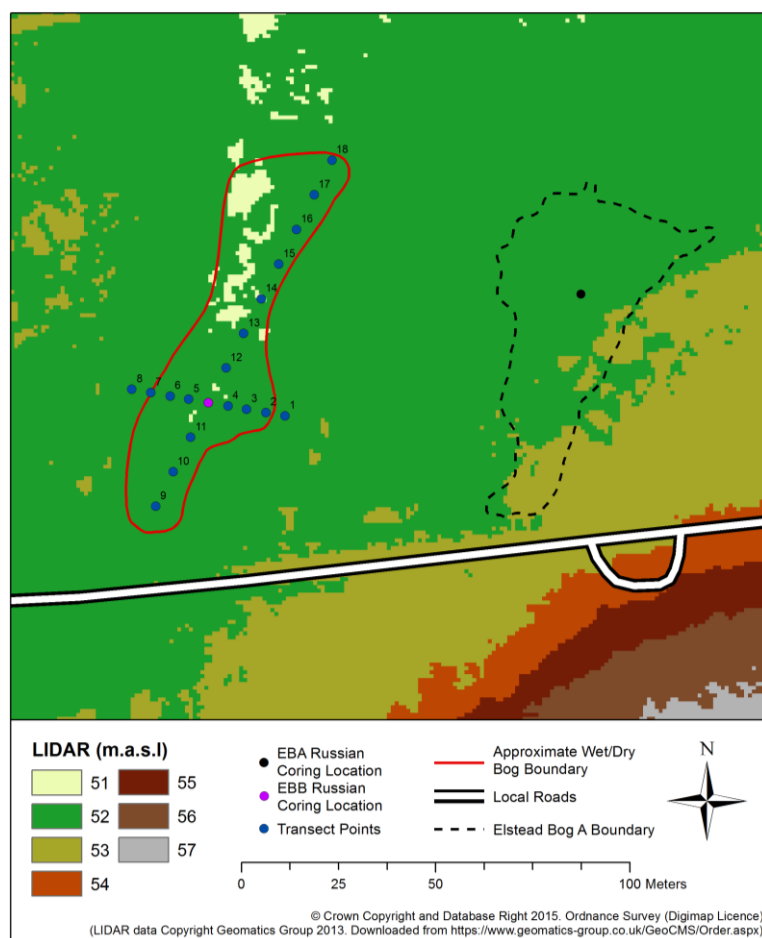 18
17
16
15
14
13
12
8
7
6
5
4
3
2
1
11
10
9
LIDAR (m.a.s.l)
51
52
53
54
55
56
57
EBA Russian
Coring Location
EBB Russian
Coring Location
Transect Points
Approximate Wet/Dry
Bog Boundary
Local Roads
Elstead Bog A Boundary
N
0 25 50 100 Meters
© Crown Copyright and Database Right 2015. Ordnance Survey (Digimap Licence)
(LIDAR data Copyright Geomatics Group 2013. Downloaded from https://www.geomatics-group.co.uk/GeoCMS/Order.aspx)